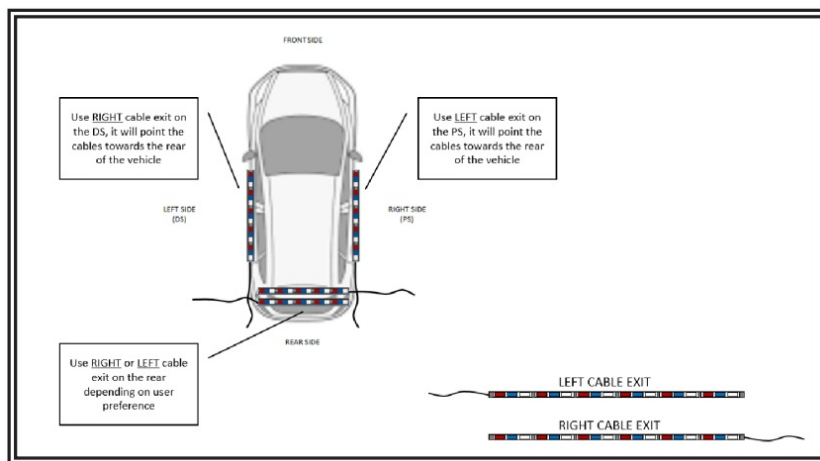 FRONT SIDE
Use RIGHT cable exit on
the DS, it will point the
cables towards the rear
of the vehicle
Use LEFT cable exit on
the PS, it will point the
cables towards the rear
of the vehicle
LEFT SIDE
(DS)
RIGHT SIDE
(PS)
REAR SIDE
Use RIGHT or LEFT cable
exit on the rear
depending on user
preference
LEFT CABLE EXIT
RIGHT CABLE EXIT